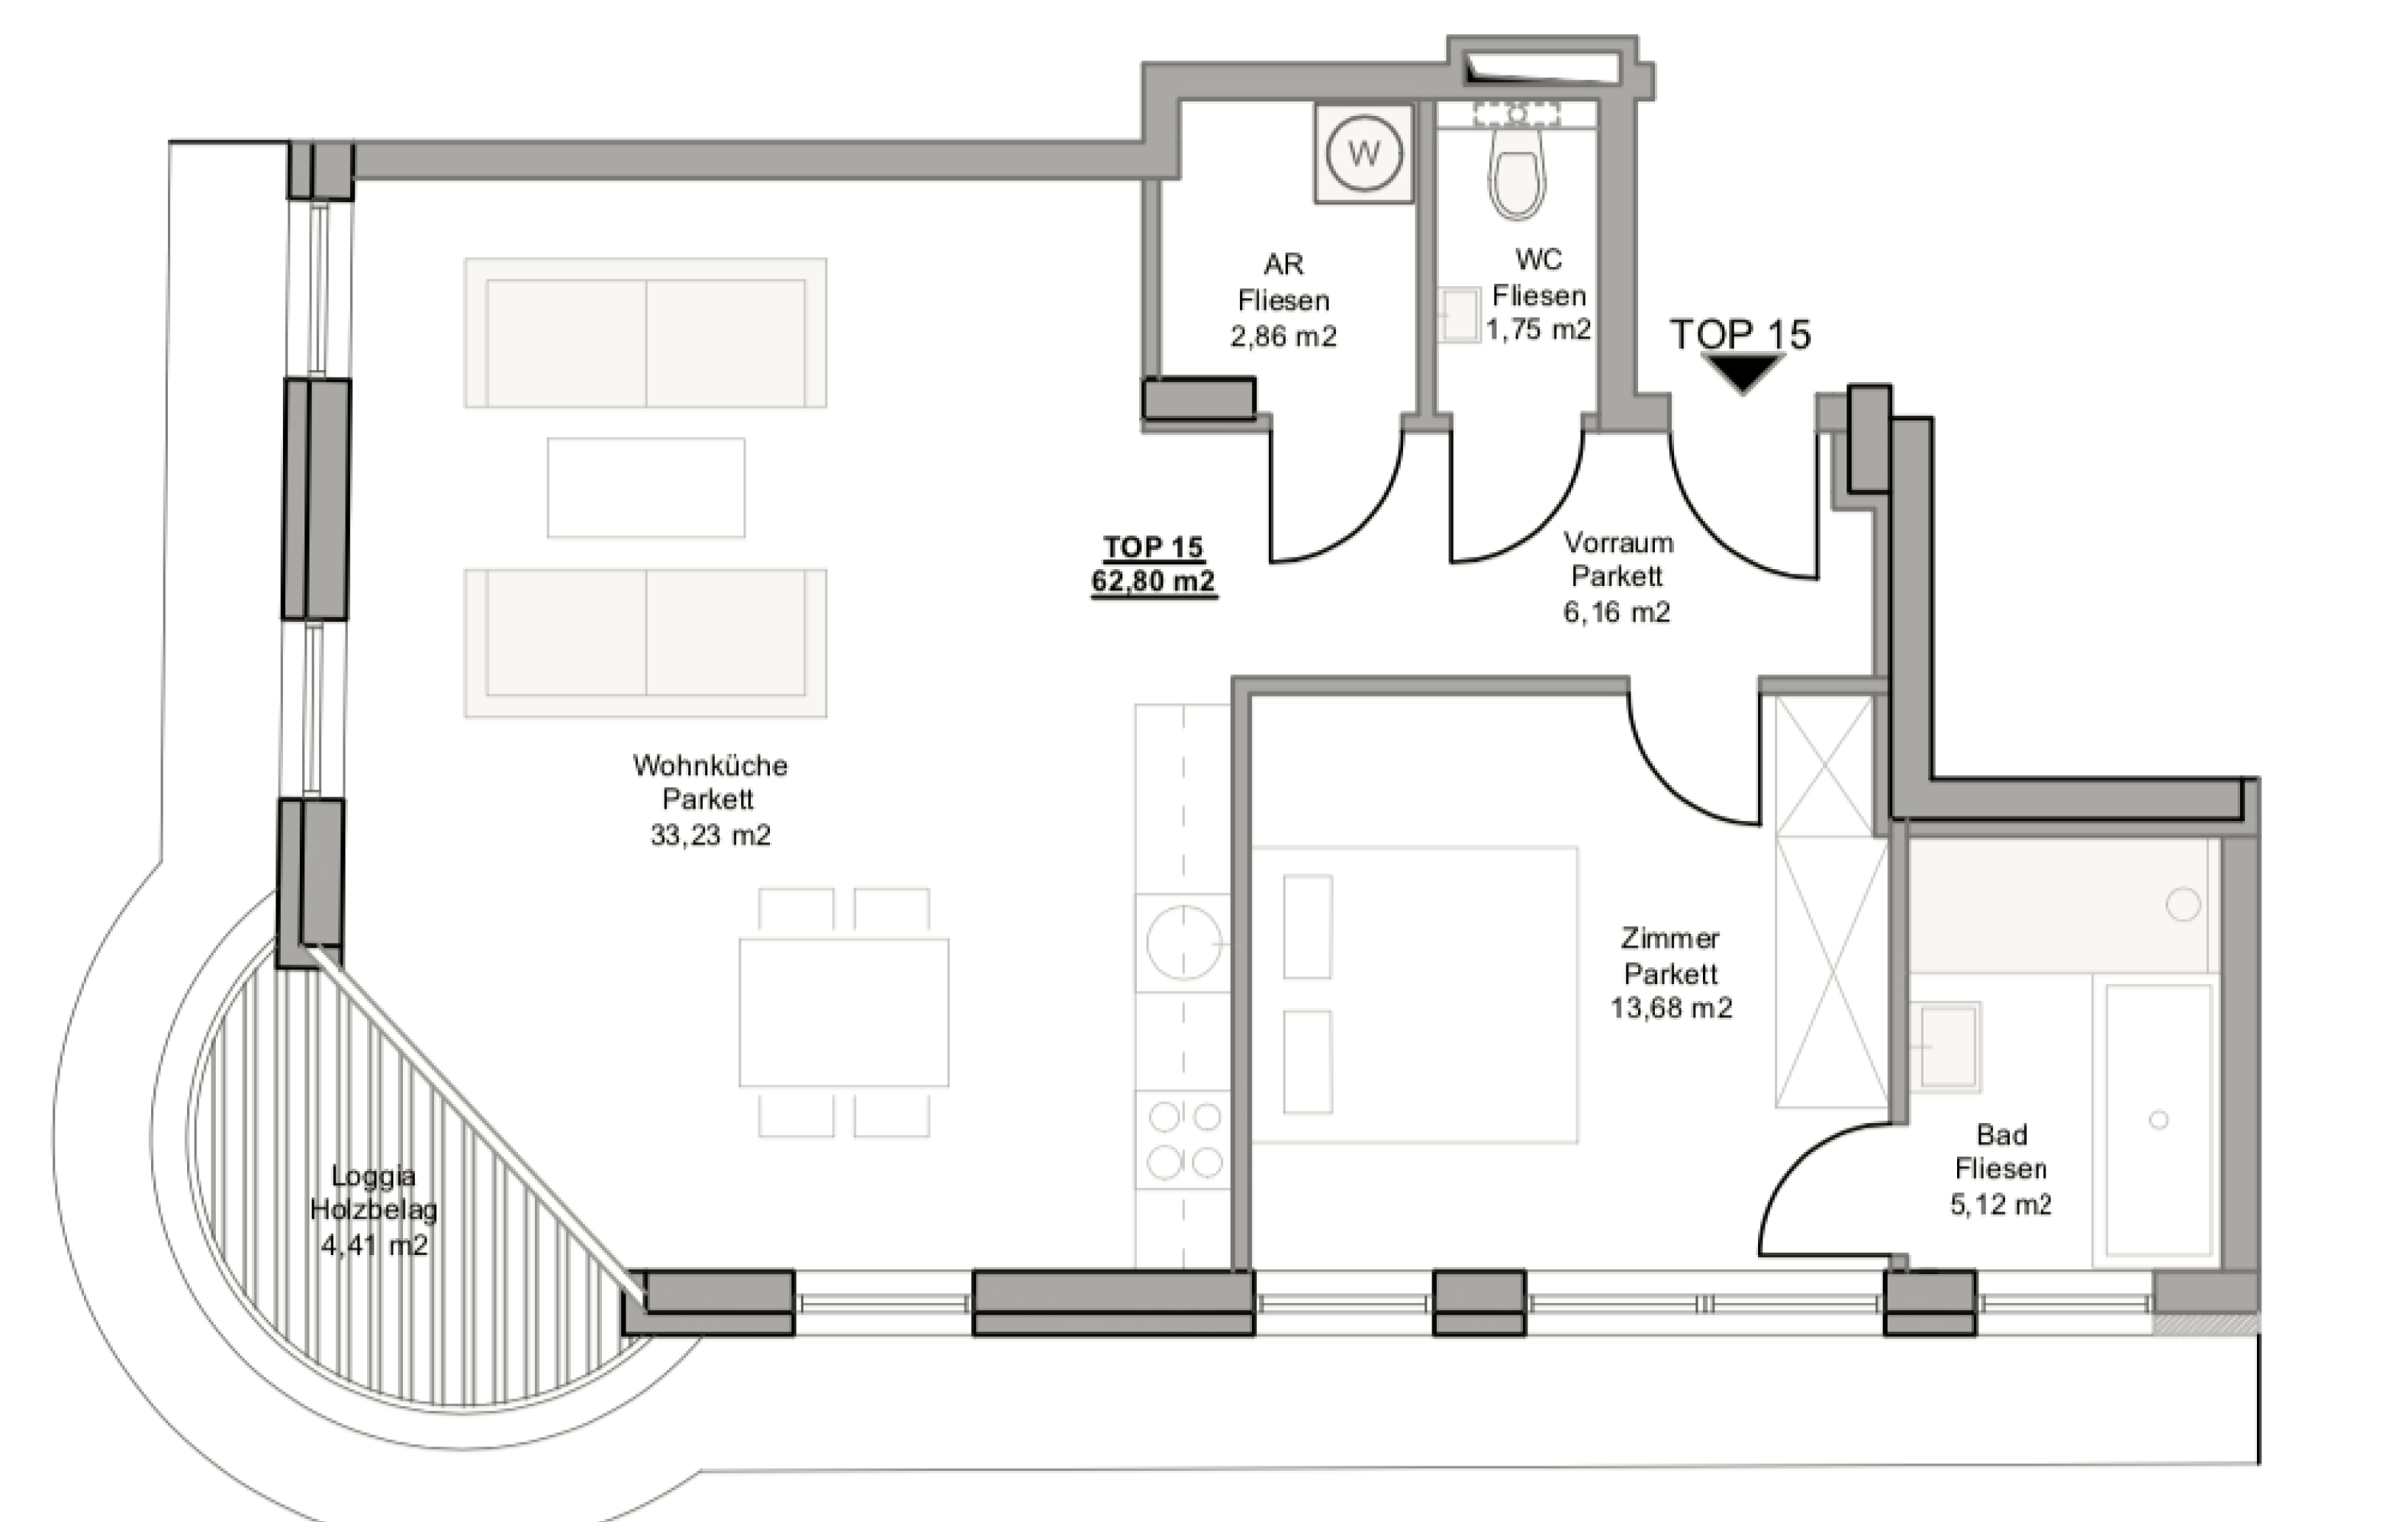 W
AR
Fliesen
2,86 m2
WC
Fliesen
1,75 m2
TOP 15
TOP 15
62,80 m2
Vorraum
Parkett
6,16 m2
Wohnküche
Parkett
33,23 m2
Zimmer
Parkett
13,68 m2
Bad
Fliesen
5,12 m2
Loggia
Holzbelag
4,41 m2